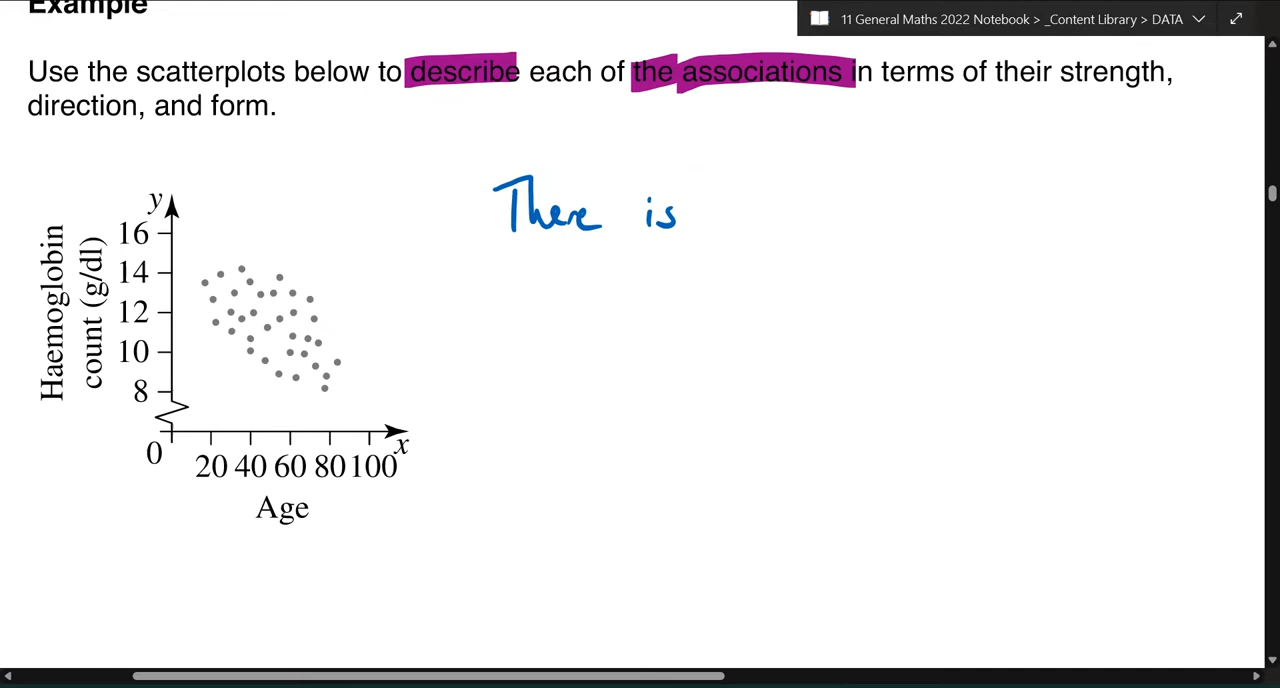 Example
11 General Maths 2022 Notebook > _Content Library > DATA
Use the scatterplots below to describe each of the associations in terms of their strength,
direction, and form.
There is
y
16
14
12
10
8
Haemoglobin
count (g/dl)
0
20 40 60 80 100
x
Age